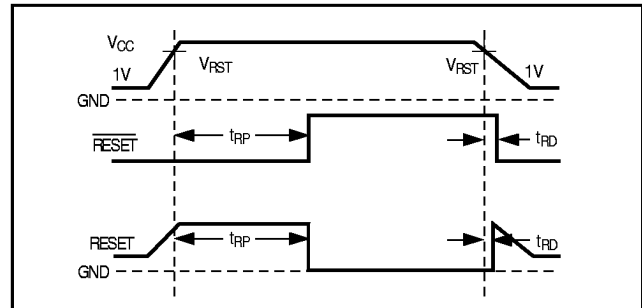 VCC
VRST
VRST
1V
1V
GND
RESET
tRP
tRD
RESET
tRP
tRD
GND